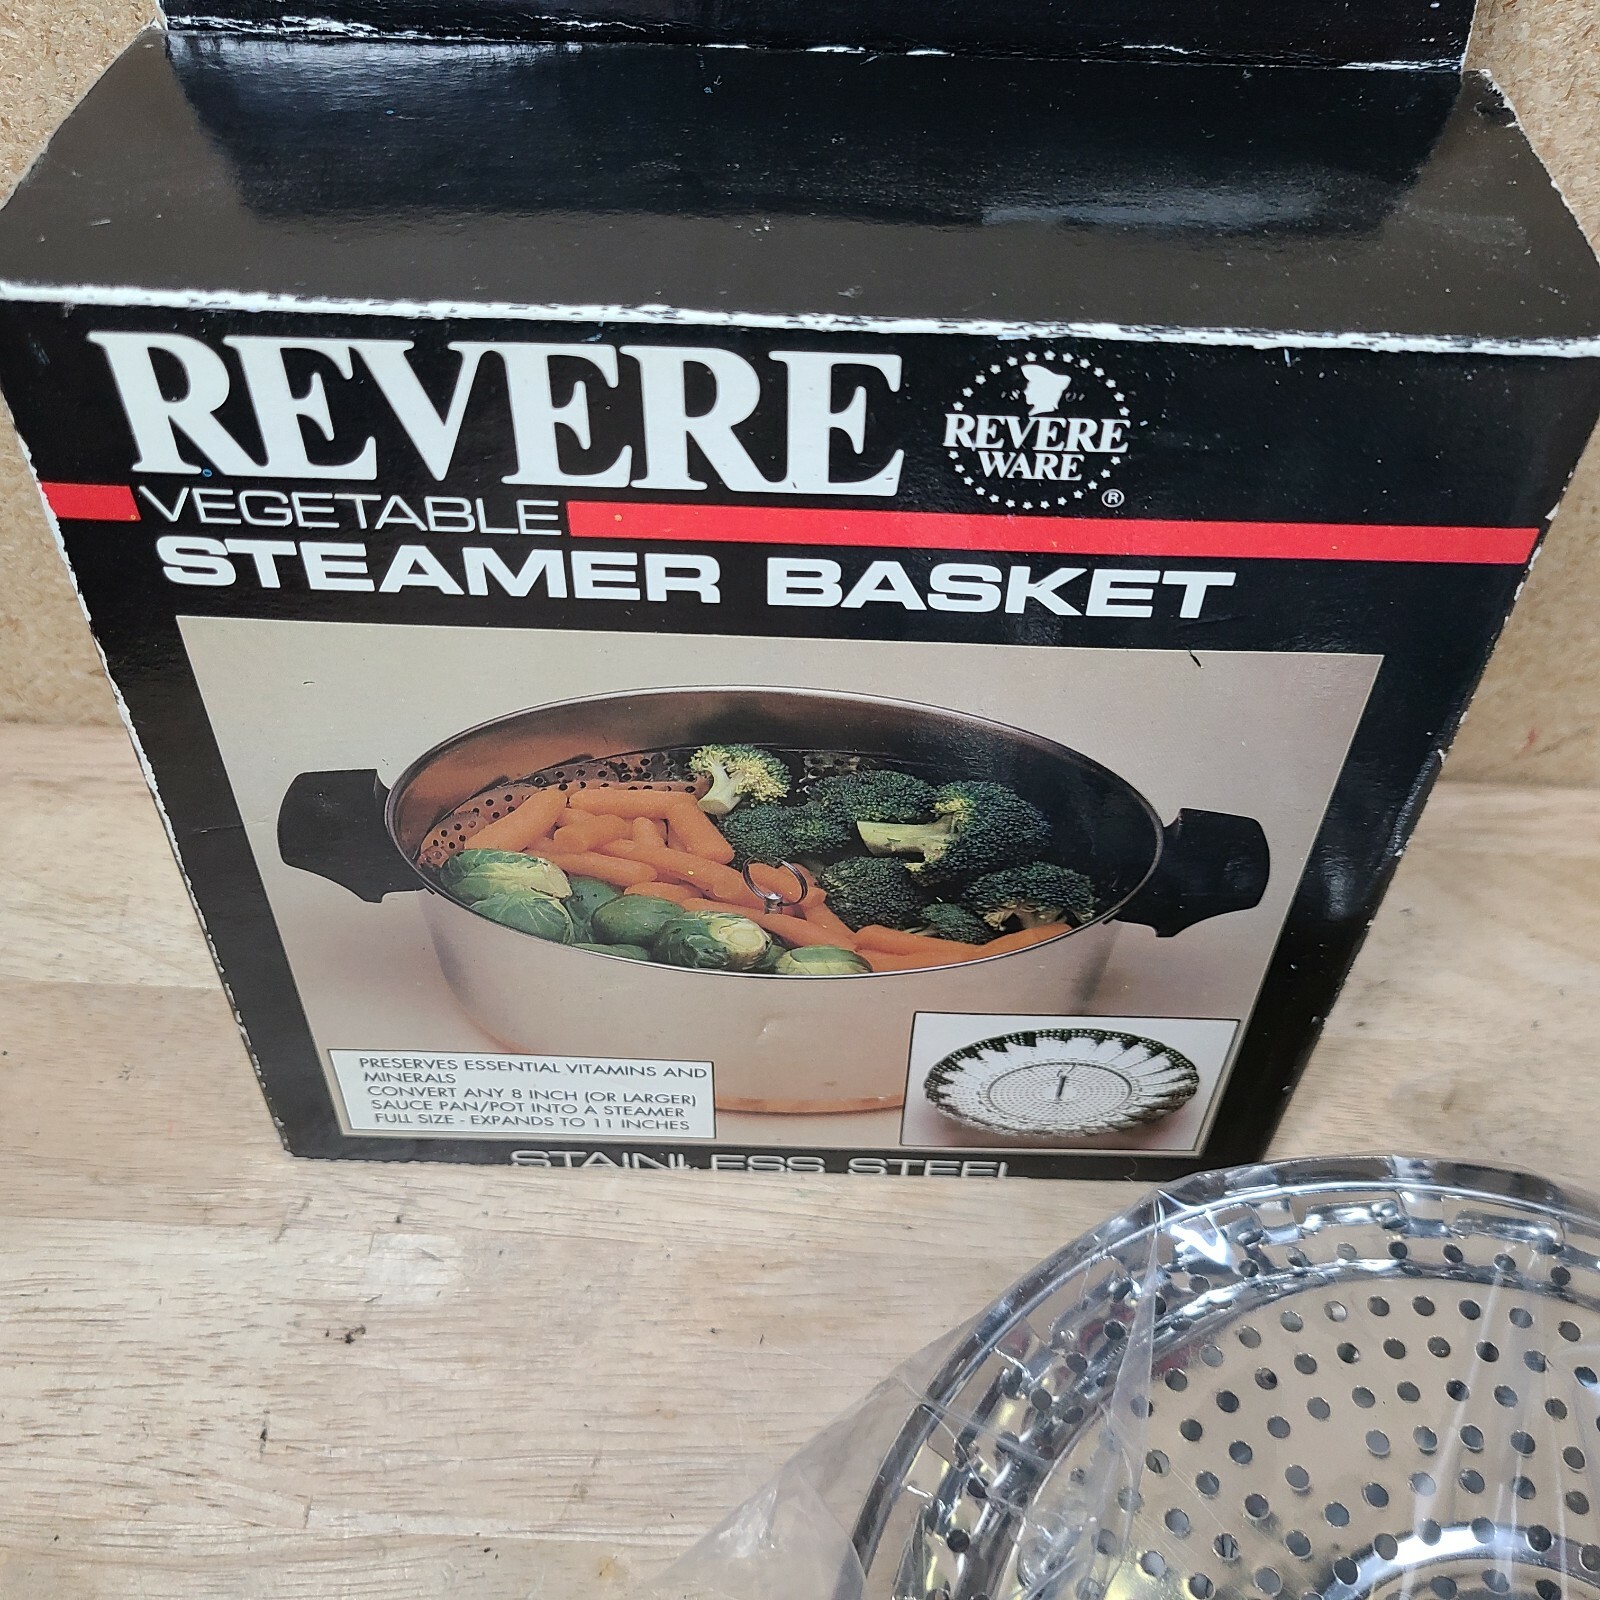 REVERE
REVERE
WARE
®
VEGETABLE
STEAMER BASKET
PRESERVES ESSENTIAL VITAMINS AND
MINERALS
CONVERT ANY 8 INCH (OR LARGER)
SAUCE PAN/POT INTO A STEAMER
FULL SIZE - EXPANDS TO 11 INCHES
STAINLESS STEEL